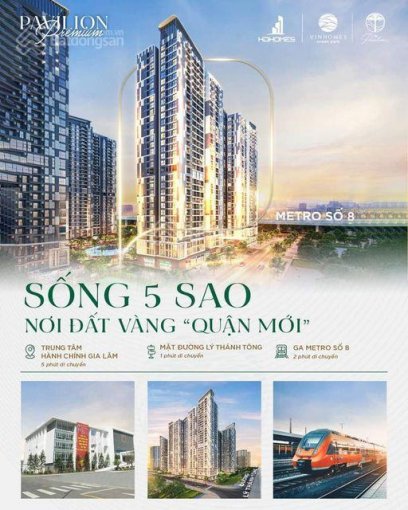 PAVILION
Premium
Batdongsan
HDHOMES
VINHOMES
METRO SỐ 8
SỐNG 5 SAO
NƠI ĐẤT VÀNG “QUẬN MỚI”
TRUNG TÂM
HÀNH CHÍNH GIA LÂM
5 phút di chuyển
MẶT ĐƯỜNG LÝ THÁNH TÔNG
1 phút di chuyển
GA METRO SỐ 8
2 phút di chuyển